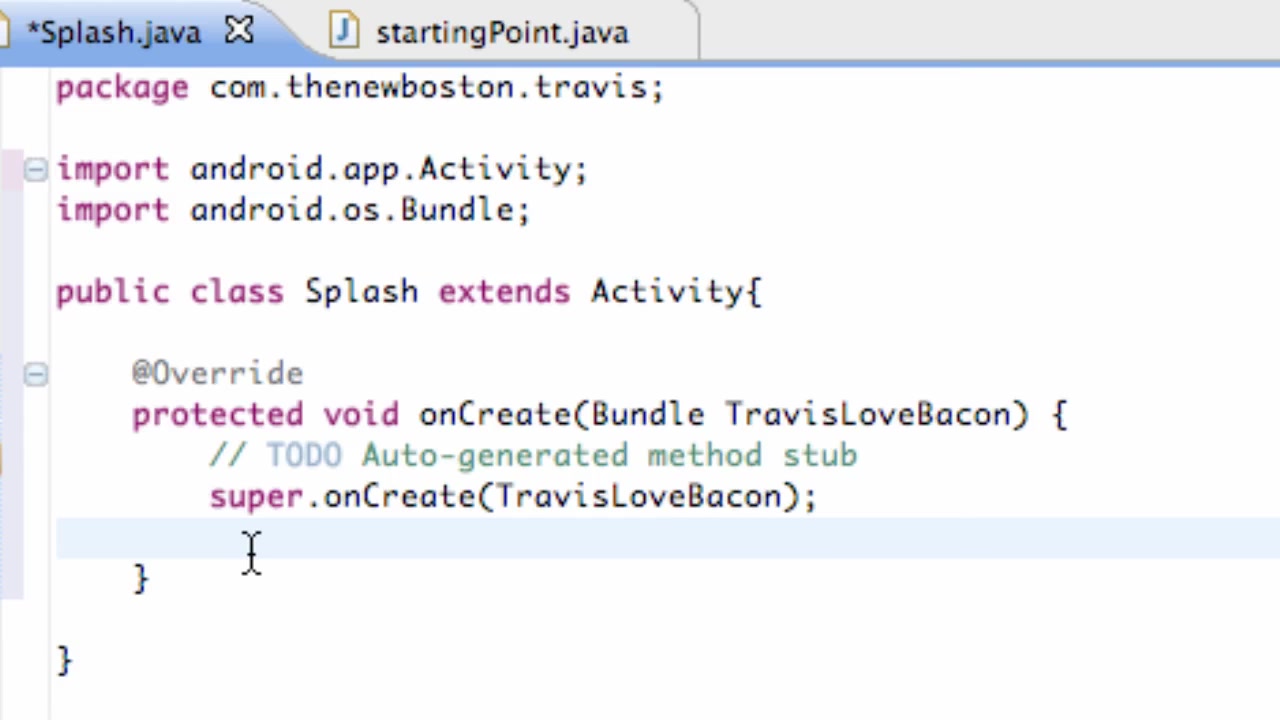 *Splash.java
startingPoint.java
package com.thenewboston.travis;
import android.app.Activity;
import android.os.Bundle;
public class Splash extends Activity{
@Override
protected void onCreate(Bundle TravisLoveBacon) {
// TODO Auto-generated method stub
super.onCreate(TravisLoveBacon);
}
}